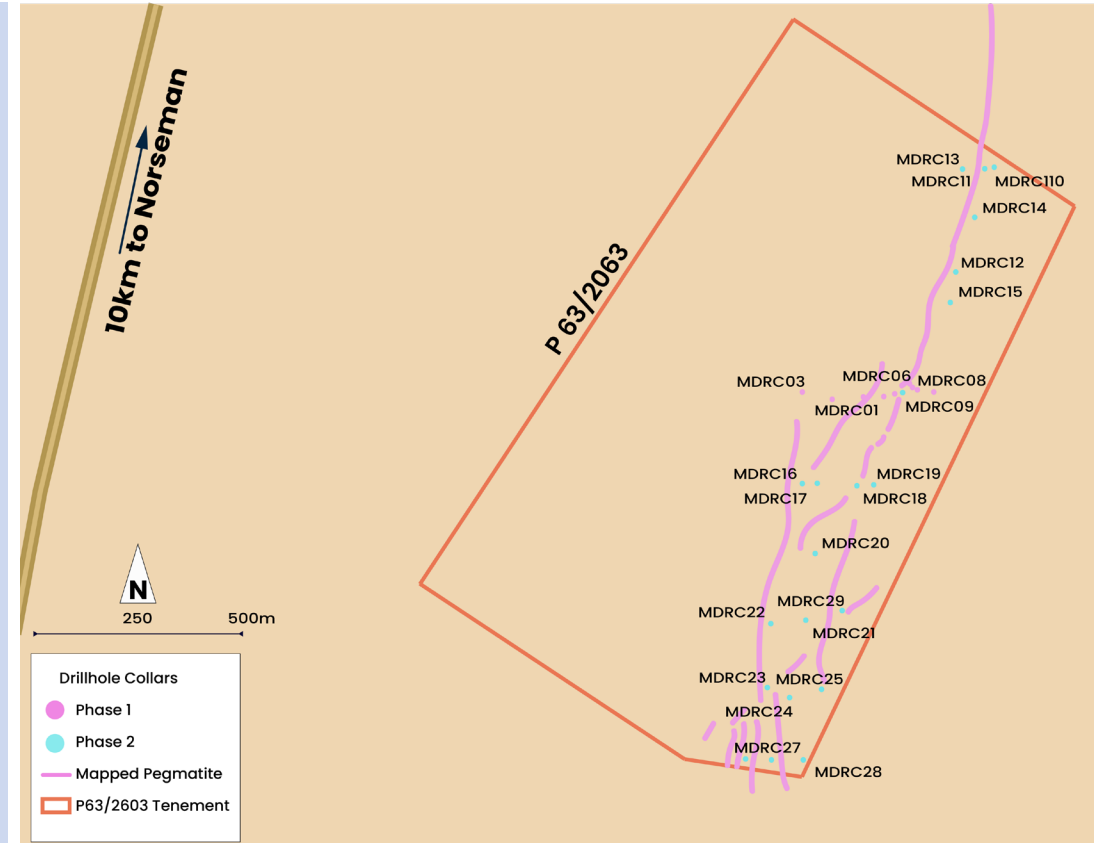 10km to Norseman
P 63/2063
MDRC13
MDRC11
MDRC110
MDRC14
MDRC12
MDRC15
MDRC03
MDRC06
MDRC08
MDRC01
MDRC09
MDRC16
MDRC19
MDRC17
MDRC18
MDRC20
MDRC29
MDRC22
MDRC21
MDRC23
MDRC25
MDRC24
MDRC27
MDRC28
N
250
500m
Drillhole Collars
Phase 1
Phase 2
Mapped Pegmatite
P63/2603 Tenement